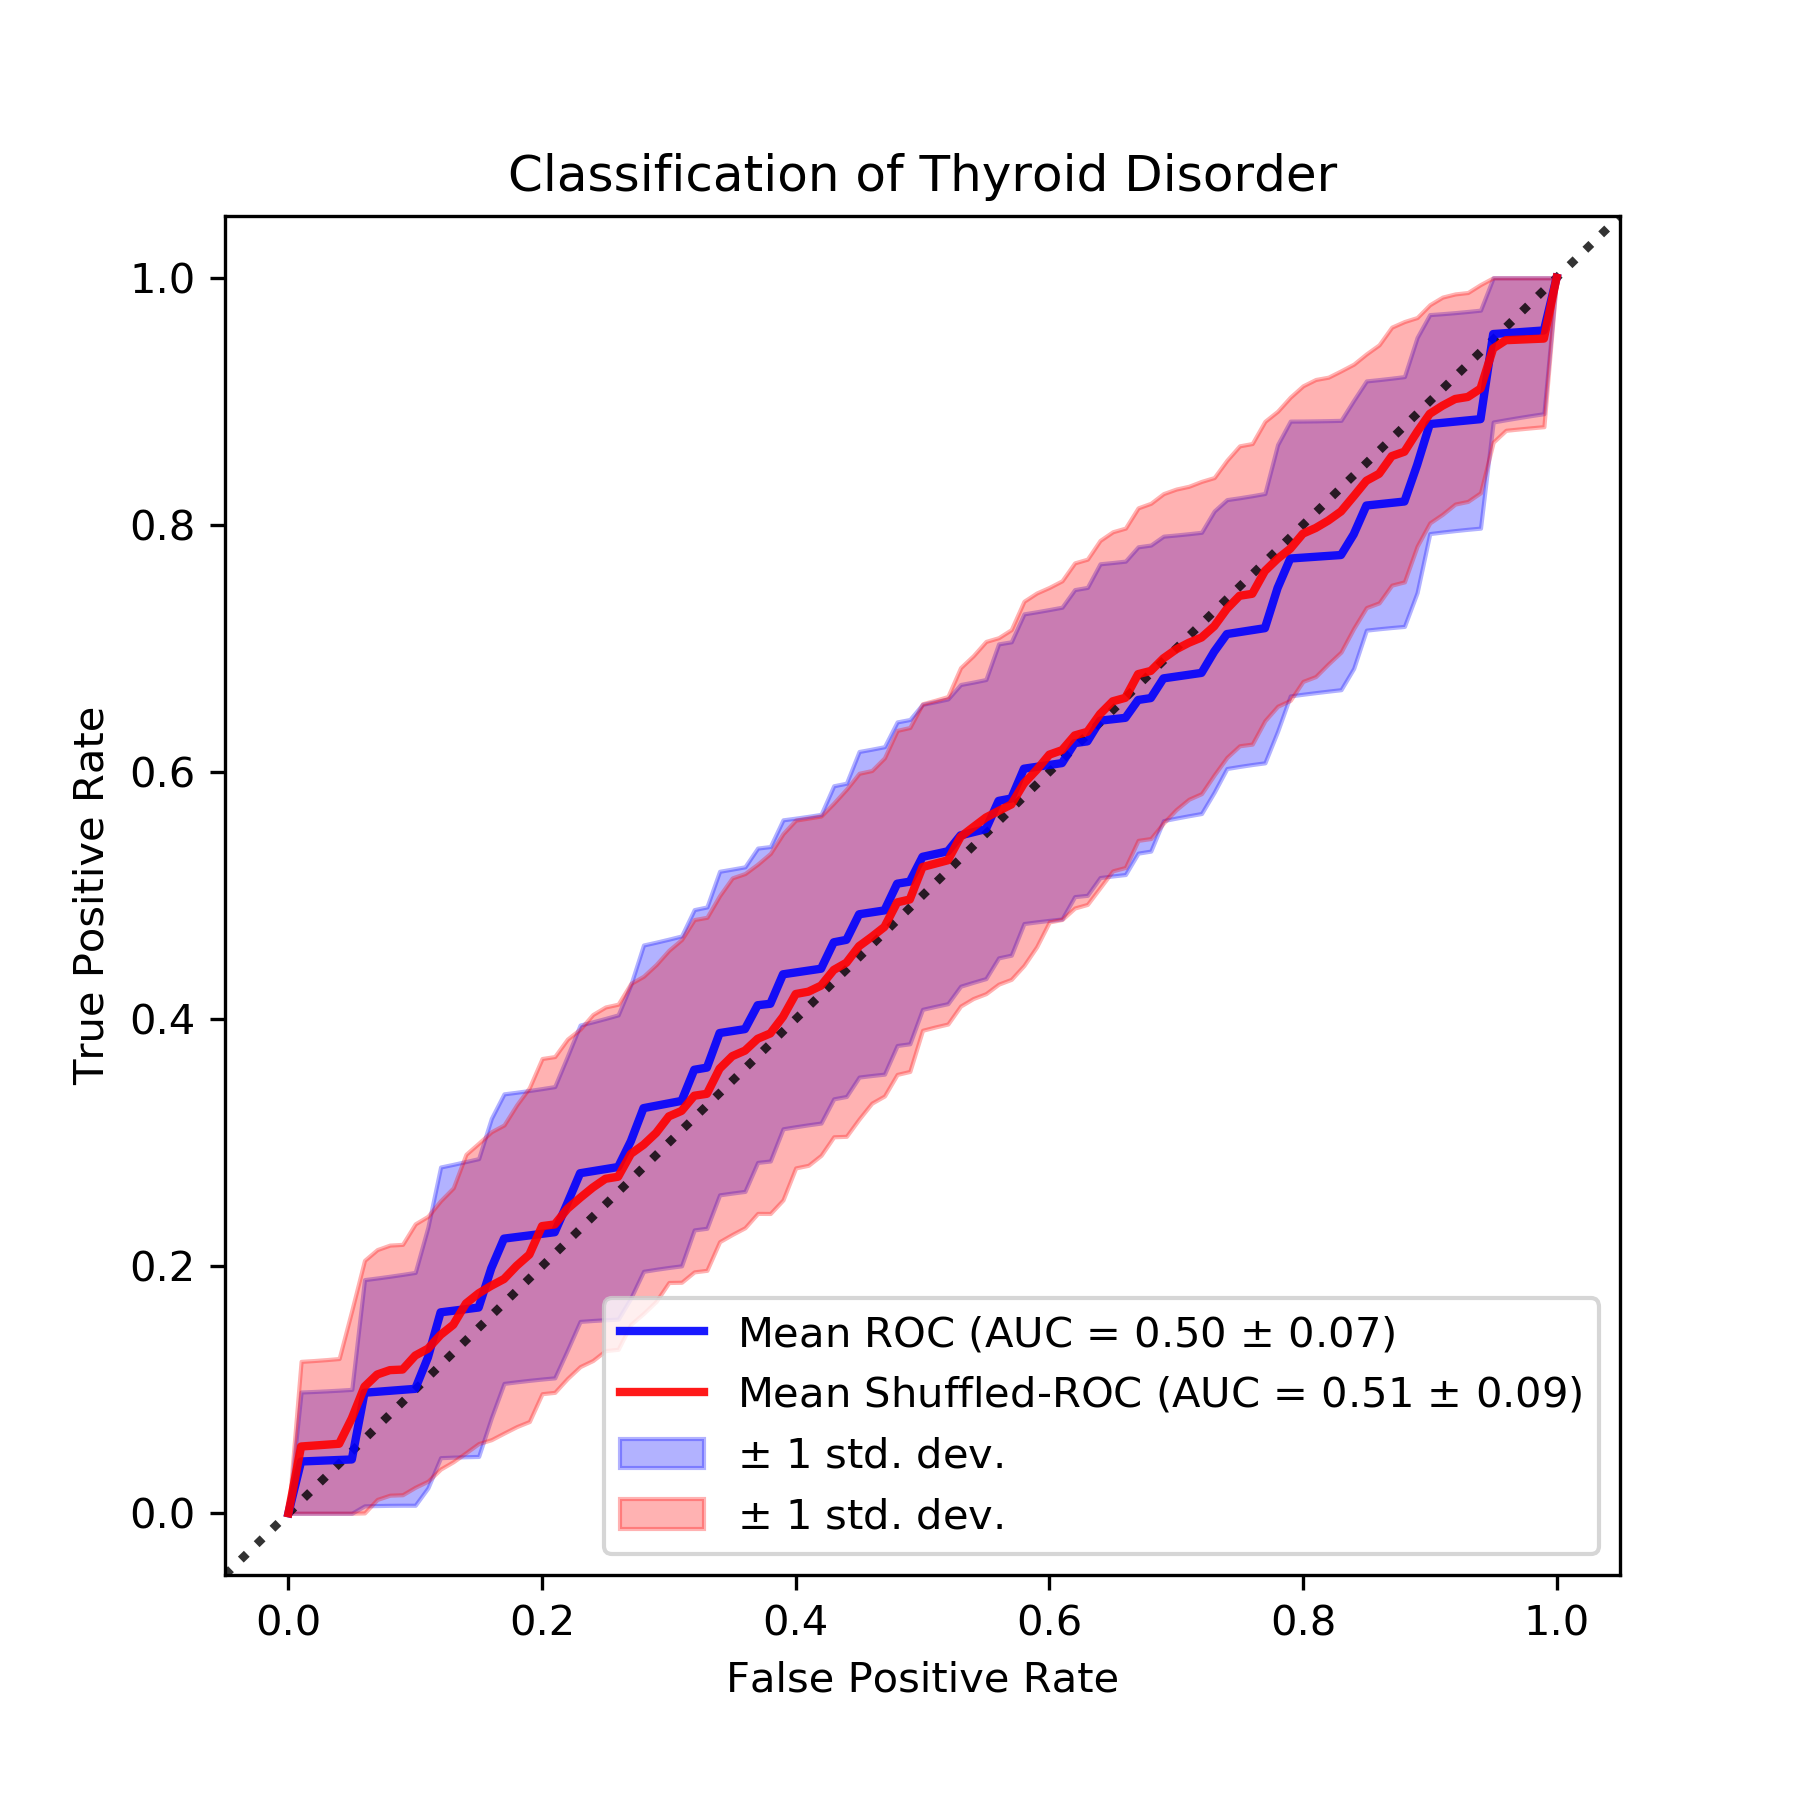 Classification of Thyroid Disorder
True Positive Rate
1.0
0.8
0.6
0.4
0.2
0.0
Mean ROC (AUC = 0.50 ± 0.07)
Mean Shuffled-ROC (AUC = 0.51 ± 0.09)
± 1 std. dev.
± 1 std. dev.
0.0 0.2 0.4 0.6 0.8 1.0
False Positive Rate